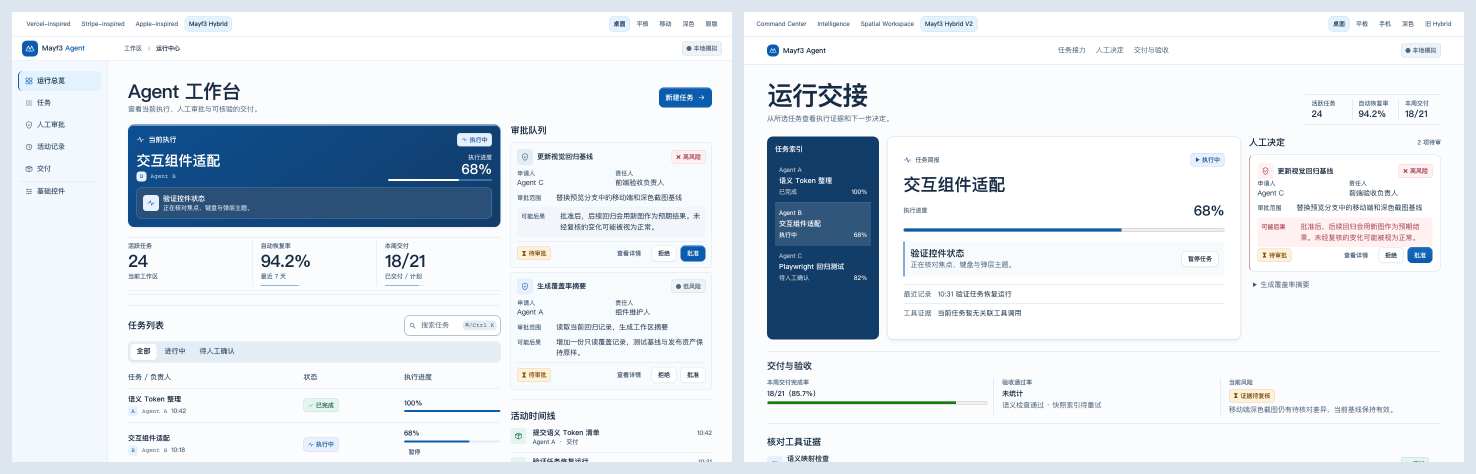 Vercel-inspired Stripe-inspired Apple-inspired Mayf3 Hybrid
桌面 平板 移动 深色 原版
Mayf3 Agent
工作区 > 运行中心
本地模拟
运行总览
任务
人工审批
活动记录
交付
基础控件
Agent 工作台
查看当前执行、人工审批与可核验的交付。
新建任务 →
当前执行
执行中
交互组件适配
B Agent B
执行进度
68%
验证控件状态
正在核对焦点、键盘与弹层主题。
活跃任务
24
当前工作区
自动恢复率
94.2%
最近 7 天
本周交付
18/21
已交付 / 计划
任务列表
搜索任务 ⌘/Ctrl K
全部 进行中 待人工确认
任务 / 负责人 状态 执行进度
语义 Token 整理
A Agent A 10:42
已完成
100%
交互组件适配
B Agent B 10:18
执行中
68%
暂停
审批队列
更新视觉回归基线
高风险
申请人
Agent C
责任人
前端验收负责人
审批范围 替换预览分支中的移动端和深色截图基线
可能后果 批准后，后续回归会用新图作为预期结果。未
经复核的变化可能被视为正常。
待审批
查看详情 拒绝 批准
生成覆盖率摘要
低风险
申请人
Agent A
责任人
组件维护人
审批范围 读取当前回归记录，生成工作区摘要
可能后果 增加一份只读覆盖记录，测试基线与发布资产保
持原样。
待审批
查看详情 拒绝 批准
活动时间线
提交语义 Token 清单 10:42
Agent A · 交付
验证任务恢复运行 10:31
Command Center Intelligence Spatial Workspace Mayf3 Hybrid V2
桌面 平板 手机 深色 旧 Hybrid
Mayf3 Agent
任务接力 人工决定 交付与验收
本地模拟
运行交接
从所选任务查看执行证据和下一步决定。
活跃任务
24
自动恢复率
94.2%
本周交付
18/21
任务索引
Agent A
语义 Token 整理
已完成 100%
Agent B
交互组件适配
执行中 68%
Agent C
Playwright 回归测试
待人工确认 82%
任务简报
执行中
交互组件适配
执行进度
68%
验证控件状态
正在核对焦点、键盘与弹层主题。
暂停任务
最近记录 10:31 验证任务恢复运行
工具证据 当前任务暂无关联工具调用
人工决定
2 项待审
更新视觉回归基线
高风险
申请人
Agent C
责任人
前端验收负责人
审批范围 替换预览分支中的移动端和深色截图基线
可能后果 批准后，后续回归会用新图作为预期结
果。未经复核的变化可能被视为正常。
待审批
查看详情 拒绝 批准
生成覆盖率摘要
交付与验收
本周交付完成率
18/21 (85.7%)
验收通过率
未统计
语义检查通过 · 快照索引待重试
当前风险
证据待复核
移动端深色截图仍有待核对差异，当前基线保持有效。
核对工具证据
语义映射检查